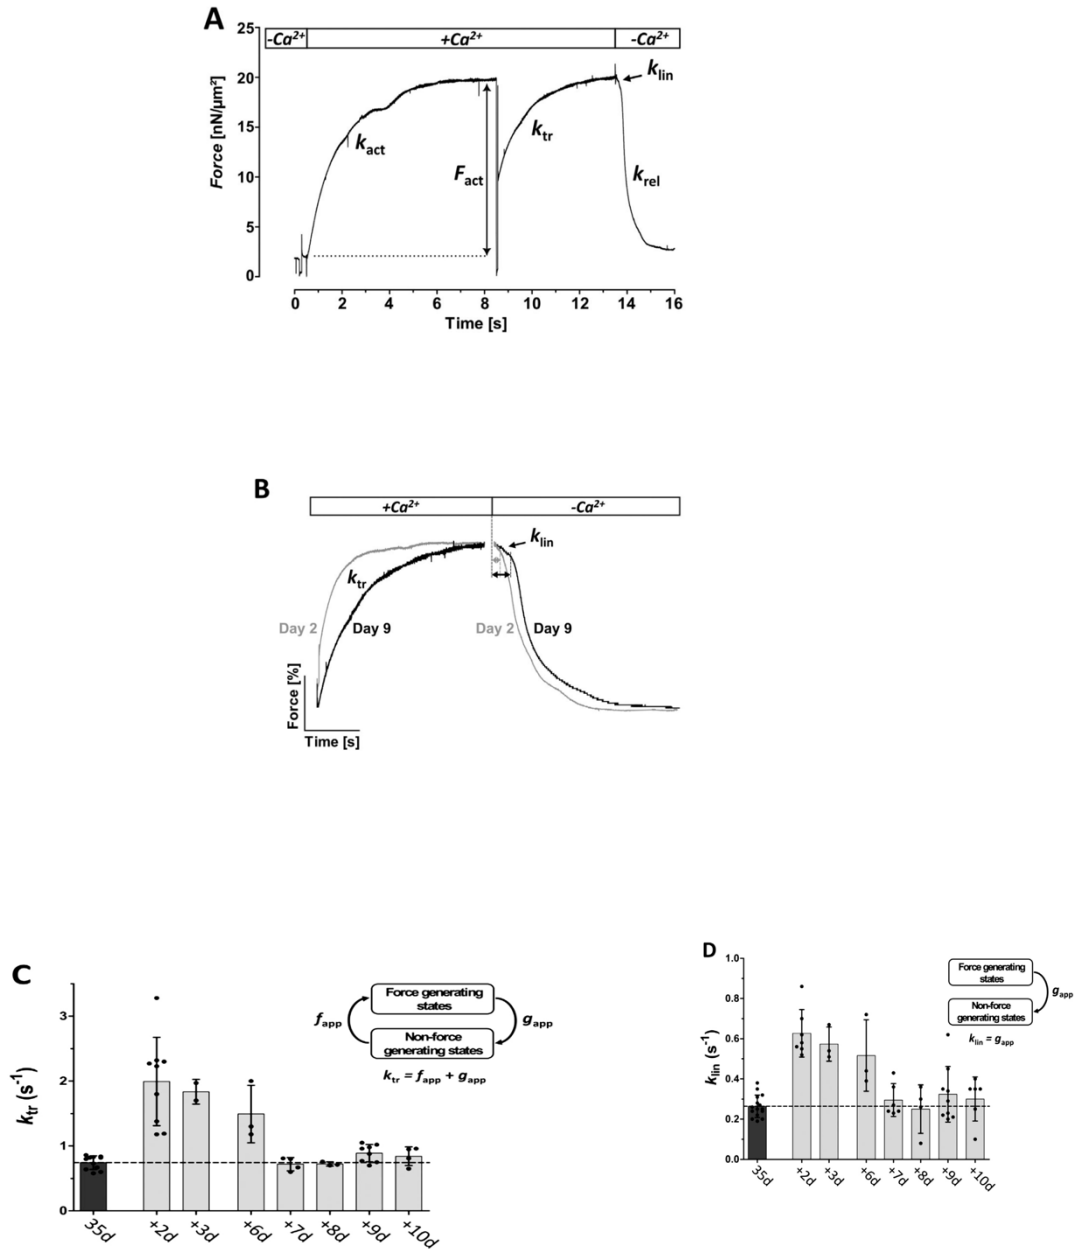 A
-Ca²⁺ +Ca²⁺ -Ca²⁺
Force [nN/µm²]
25
20
15
10
5
0
kact
Fact
ktr
klin
krel
0 2 4 6 8 10 12 14 16
Time [s]
B
+Ca²⁺ -Ca²⁺
klin
ktr
Day 2 Day 9 Day 2 Day 9
Force [%]
Time [s]
C
ktr (s⁻¹)
3
2
1
0
Force generating
states
fapp gapp
Non-force
generating states
ktr = fapp + gapp
35d +2d +3d +6d +7d +8d +9d +10d
D
klin (s⁻¹)
1.0
0.8
0.6
0.4
0.2
0.0
Force generating
states
gapp
Non-force
generating states
klin = gapp
35d +2d +3d +6d +7d +8d +9d +10d